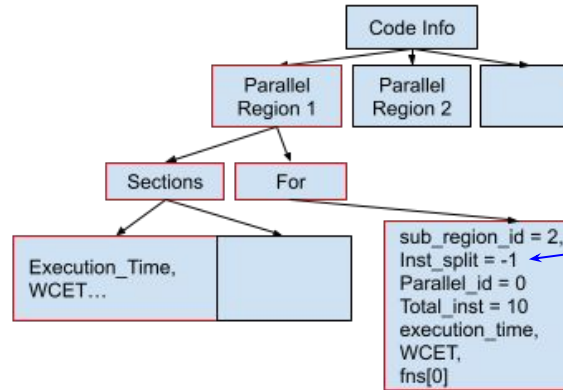 Code Info
Parallel
Region 1
Parallel
Region 2
Sections
For
Execution_Time,
WCET...
sub_region_id = 2,
Inst_split = -1
Parallel_id = 0
Total_inst = 10
execution_time,
WCET,
fns[0]